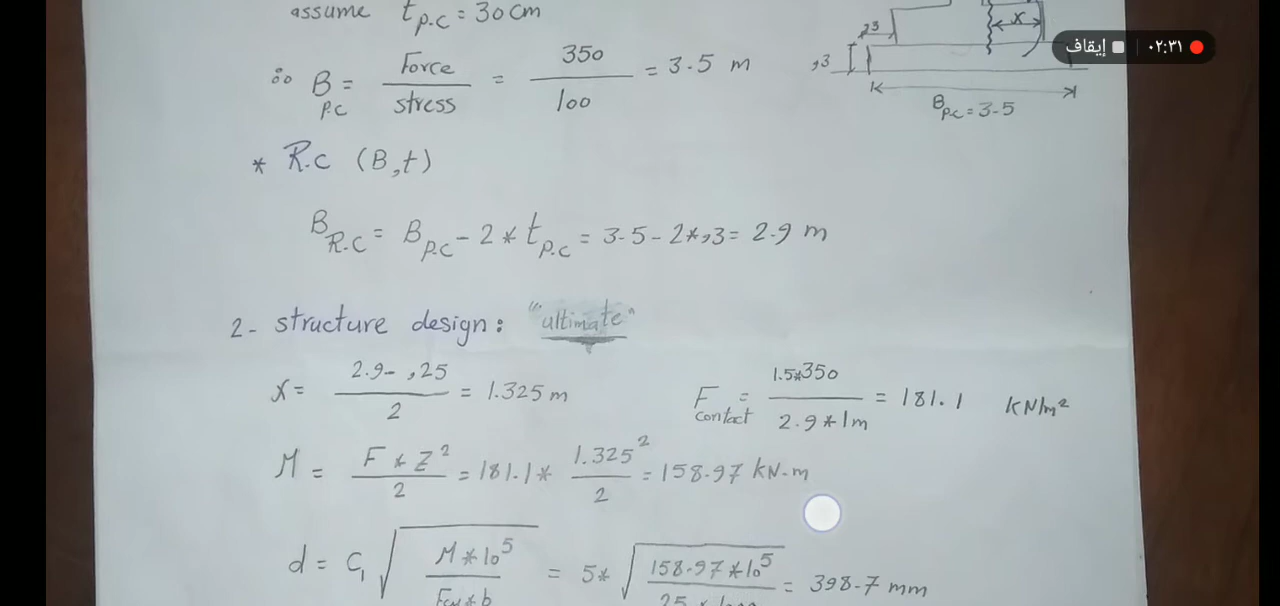 assume t P.C = 30 cm
∴ B P.C = Force / stress = 350 / 100 = 3.5 m
,3
,3
x
B P.C = 3.5
إيقاف ٠٢:٣١
* R.C (B,t)
B R.C = B P.C - 2 * t P.C = 3.5 - 2*,3 = 2.9 m
2- structure design: "ultimate"
x = 2.9 - ,25 / 2 = 1.325 m
F contact = 1.5*350 / 2.9*1m = 181.1 KN/m²
M = F * Z² / 2 = 181.1 * 1.325² / 2 = 158.97 kN.m
d = C₁ √ M * 10⁵ / Fcu * b = 5* √ 158.97 * 10⁵ / 25 * 1000 = 398.7 mm